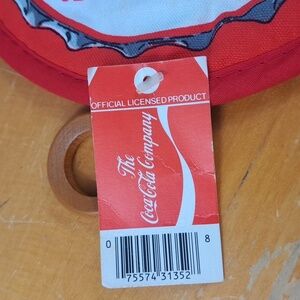 OFFICIAL LICENSED PRODUCT
The
Coca-Cola Company
0 75574 31352 8